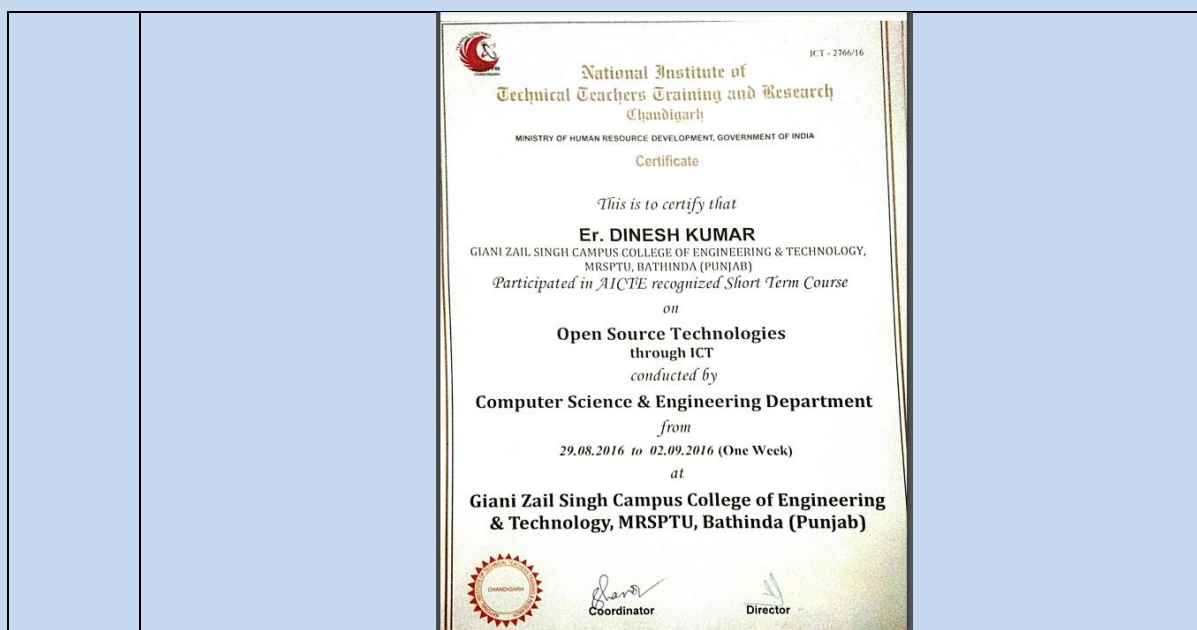 ICT - 2766/16
National Institute of
Technical Teachers Training and Research
Chandigarh
MINISTRY OF HUMAN RESOURCE DEVELOPMENT, GOVERNMENT OF INDIA
Certificate
This is to certify that
Er. DINESH KUMAR
GIANI ZAIL SINGH CAMPUS COLLEGE OF ENGINEERING & TECHNOLOGY,
MRSPTU, BATHINDA (PUNJAB)
Participated in AICTE recognized Short Term Course
on
Open Source Technologies
through ICT
conducted by
Computer Science & Engineering Department
from
29.08.2016 to 02.09.2016 (One Week)
at
Giani Zail Singh Campus College of Engineering
& Technology, MRSPTU, Bathinda (Punjab)
CHANDIGARH
Coordinator
Director